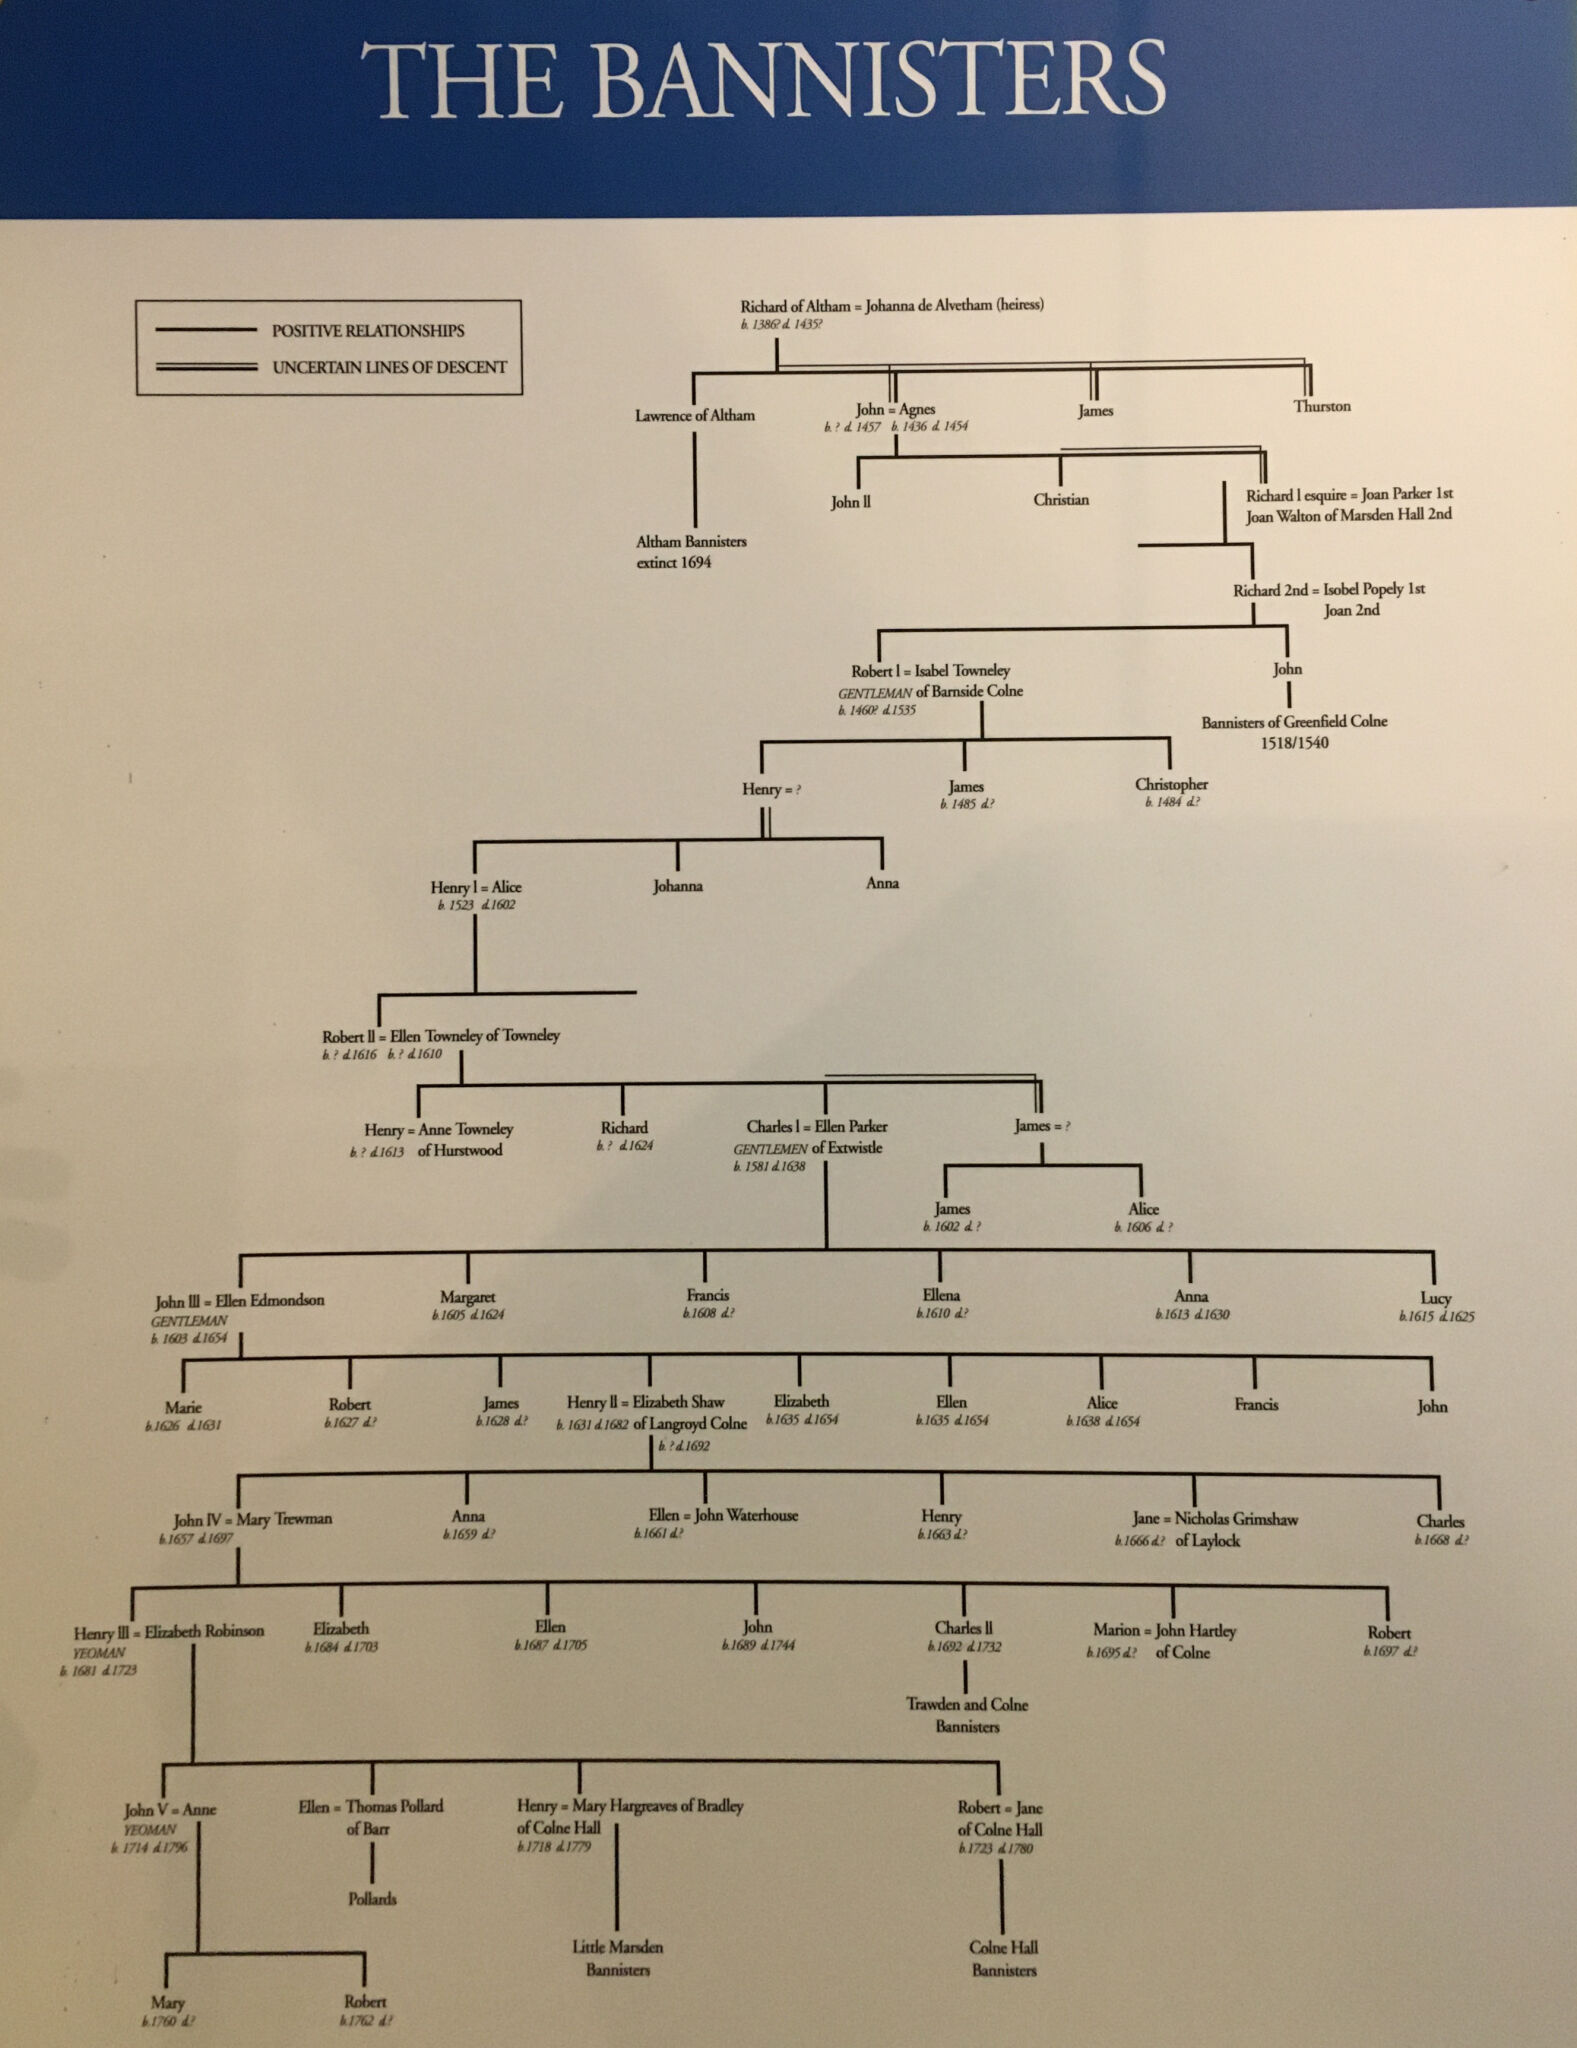 THE BANNISTERS
POSITIVE RELATIONSHIPS
UNCERTAIN LINES OF DESCENT
Richard of Altham = Johanna de Alvetham (heiress)
b. 1386? d. 1435?
Lawrence of Altham
John = Agnes
b. ? d. 1457 b. 1436 d. 1454
James
Thurston
John II
Christian
Richard I esquire = Joan Parker 1st
Joan Walton of Marsden Hall 2nd
Altham Bannisters
extinct 1694
Richard 2nd = Isobel Popely 1st
Joan 2nd
Robert I = Isabel Towneley
GENTLEMAN of Barnside Colne
b. 1460? d.1535
John
Bannisters of Greenfield Colne
1518/1540
Henry = ?
James
b. 1485 d.?
Christopher
b. 1484 d.?
Henry I = Alice
b. 1523 d.1602
Johanna
Anna
Robert II = Ellen Towneley of Towneley
b. ? d.1616 b. ? d.1610
Henry = Anne Towneley
b. ? d.1613 of Hurstwood
Richard
b. ? d.1624
Charles I = Ellen Parker
GENTLEMEN of Extwistle
b. 1581 d.1638
James = ?
James
b. 1602 d. ?
Alice
b. 1606 d. ?
John III = Ellen Edmondson
GENTLEMAN
b. 1603 d.1654
Margaret
b.1605 d.1624
Francis
b.1608 d.?
Ellena
b.1610 d.?
Anna
b.1613 d.1630
Lucy
b.1615 d.1625
Marie
b.1626 d.1631
Robert
b.1627 d.?
James
b.1628 d.?
Henry II = Elizabeth Shaw
b. 1631 d.1682 of Langroyd Colne
b. ? d.1692
Elizabeth
b.1635 d.1654
Ellen
b.1635 d.1654
Alice
b.1638 d.1654
Francis
John
John IV = Mary Trewman
b.1657 d.1697
Anna
b.1659 d.?
Ellen = John Waterhouse
b.1661 d.?
Henry
b.1663 d.?
Jane = Nicholas Grimshaw
b.1666 d.? of Laylock
Charles
b.1668 d.?
Henry III = Elizabeth Robinson
YEOMAN
b. 1681 d.1723
Elizabeth
b.1684 d.1703
Ellen
b.1687 d.1705
John
b.1689 d.1744
Charles II
b.1692 d.1732
Marion = John Hartley
b.1695 d.? of Colne
Robert
b.1697 d.?
Trawden and Colne
Bannisters
John V = Anne
YEOMAN
b. 1714 d.1796
Ellen = Thomas Pollard
of Barr
Henry = Mary Hargreaves of Bradley
of Colne Hall
b.1718 d.1779
Robert = Jane
of Colne Hall
b.1723 d.1780
Pollards
Little Marsden
Bannisters
Colne Hall
Bannisters
Mary
b.1760 d.?
Robert
b.1762 d.?